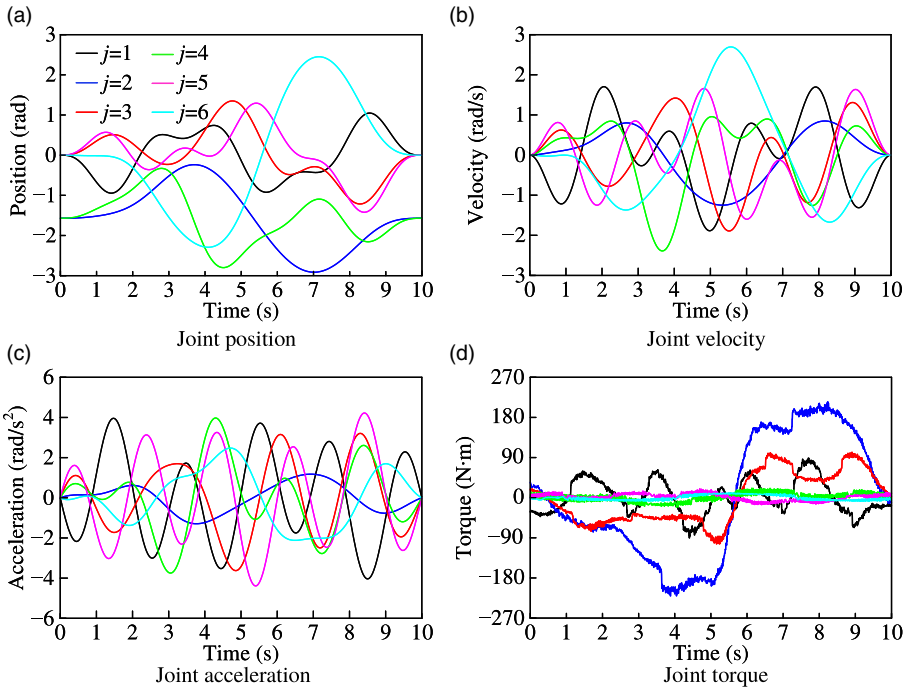 (a)
3
2
1
0
−1
−2
−3
Position (rad)
j=1
j=2
j=3
j=4
j=5
j=6
0 1 2 3 4 5 6 7 8 9 10
Time (s)
Joint position
(b)
3
2
1
0
−1
−2
−3
Velocity (rad/s)
0 1 2 3 4 5 6 7 8 9 10
Time (s)
Joint velocity
(c)
6
4
2
0
−2
−4
−6
Acceleration (rad/s²)
0 1 2 3 4 5 6 7 8 9 10
Time (s)
Joint acceleration
(d)
270
180
90
0
−90
−180
−270
Torque (N·m)
0 1 2 3 4 5 6 7 8 9 10
Time (s)
Joint torque